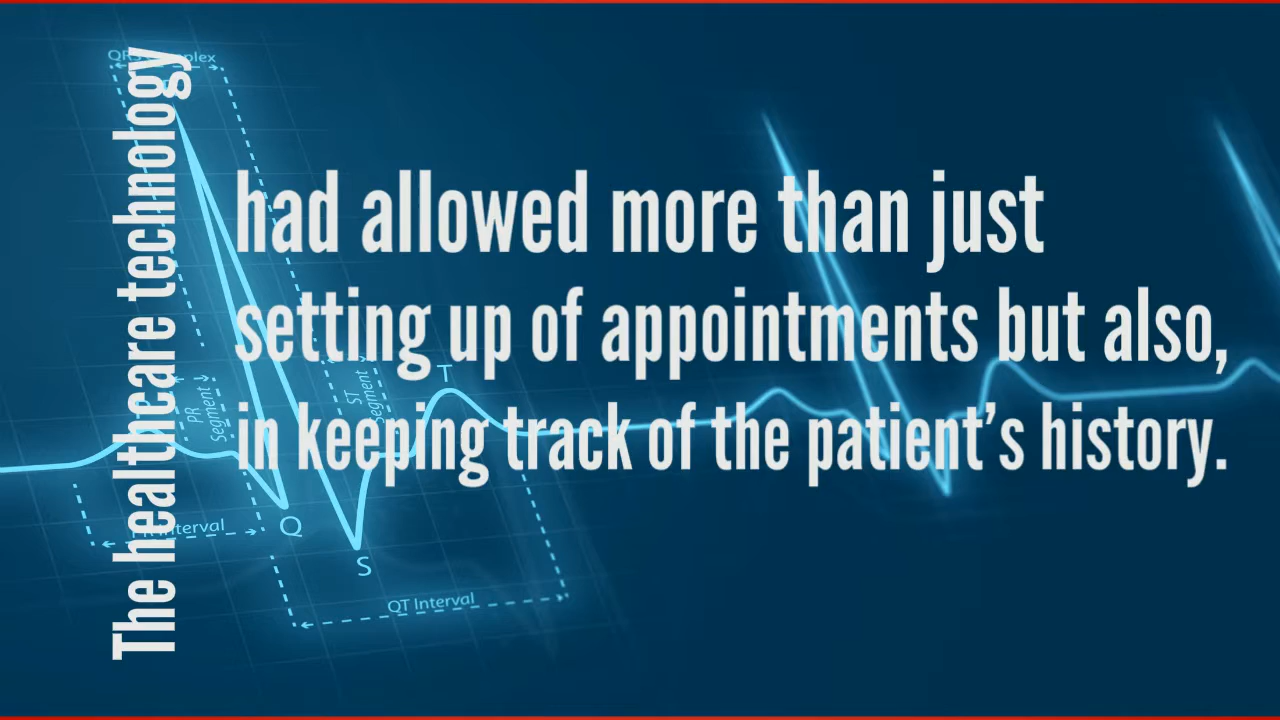 The healthcare technology
had allowed more than just
setting up of appointments but also,
in keeping track of the patient's history.
QRS
PR
Segment
ST
Segment
T
Interval
Q
S
QT Interval